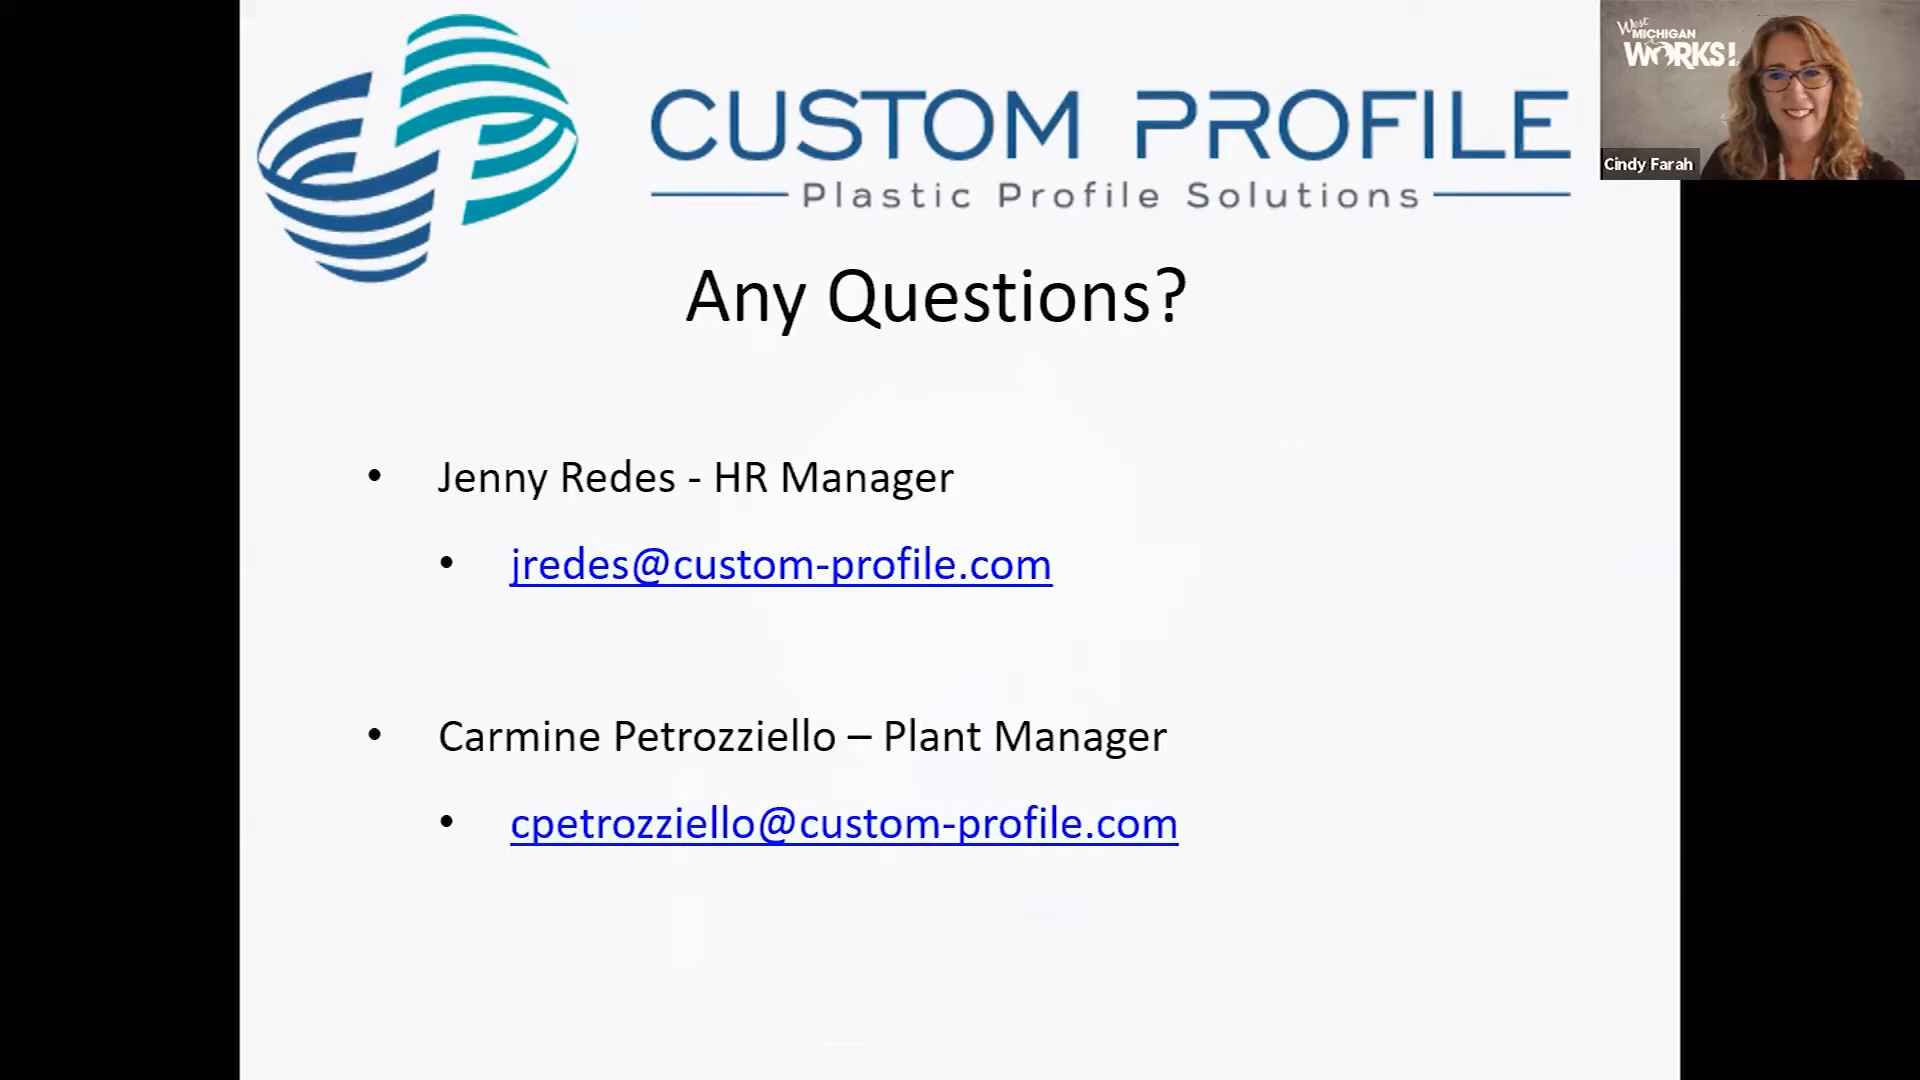 CUSTOM PROFILE
Plastic Profile Solutions
West
MICHIGAN
WORKS!
Cindy Farah
Any Questions?
• Jenny Redes - HR Manager
• jredes@custom-profile.com
• Carmine Petrozziello – Plant Manager
• cpetrozziello@custom-profile.com